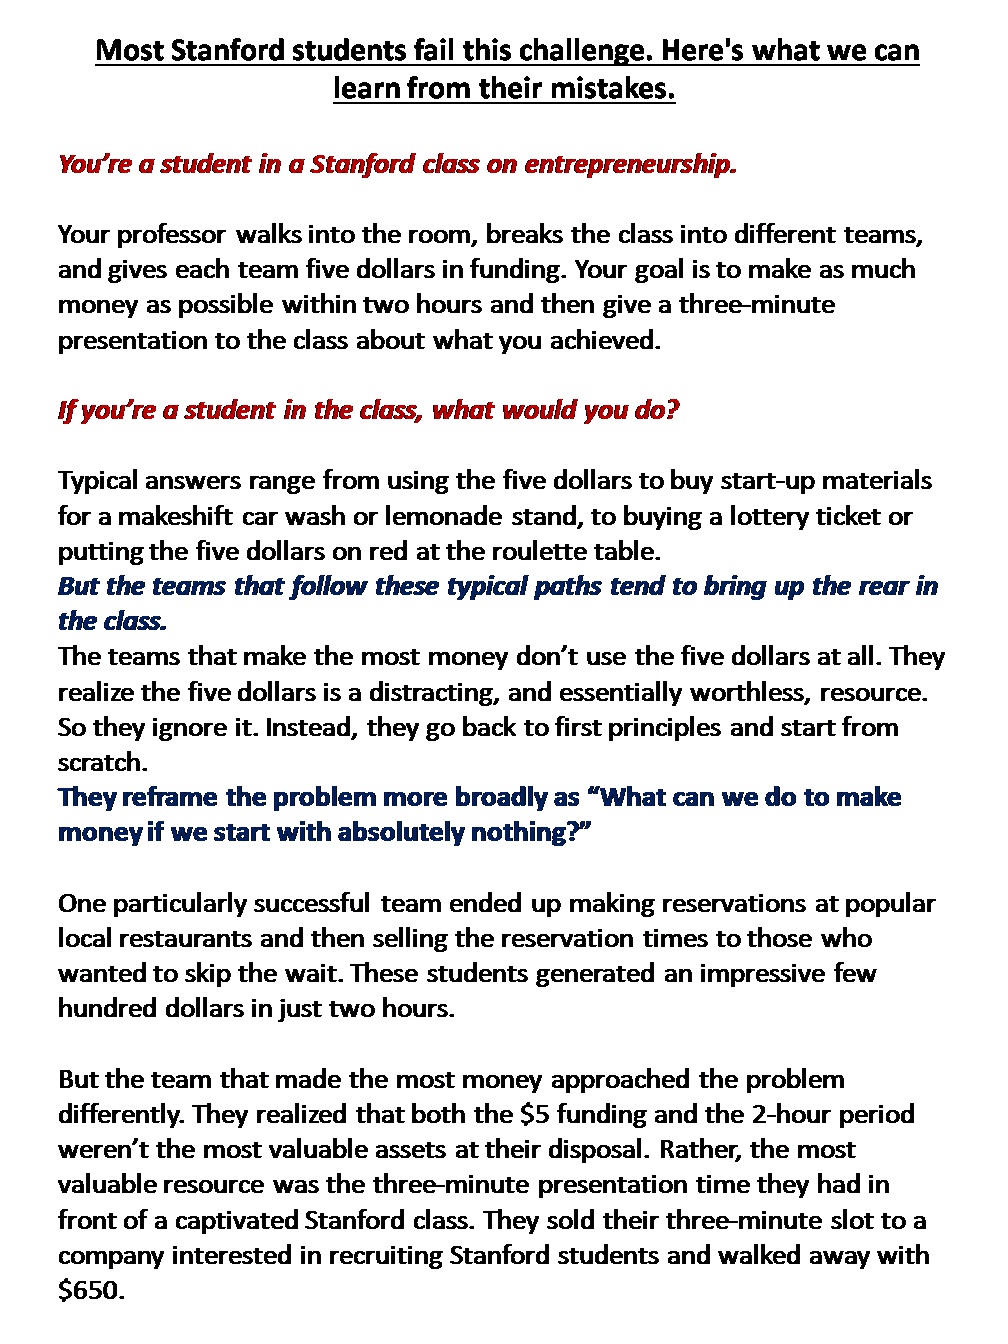 Most Stanford students fail this challenge. Here's what we can
learn from their mistakes.
You’re a student in a Stanford class on entrepreneurship.
Your professor walks into the room, breaks the class into different teams,
and gives each team five dollars in funding. Your goal is to make as much
money as possible within two hours and then give a three-minute
presentation to the class about what you achieved.
If you’re a student in the class, what would you do?
Typical answers range from using the five dollars to buy start-up materials
for a makeshift car wash or lemonade stand, to buying a lottery ticket or
putting the five dollars on red at the roulette table.
But the teams that follow these typical paths tend to bring up the rear in
the class.
The teams that make the most money don’t use the five dollars at all. They
realize the five dollars is a distracting, and essentially worthless, resource.
So they ignore it. Instead, they go back to first principles and start from
scratch.
They reframe the problem more broadly as “What can we do to make
money if we start with absolutely nothing?”
One particularly successful team ended up making reservations at popular
local restaurants and then selling the reservation times to those who
wanted to skip the wait. These students generated an impressive few
hundred dollars in just two hours.
But the team that made the most money approached the problem
differently. They realized that both the $5 funding and the 2-hour period
weren’t the most valuable assets at their disposal. Rather, the most
valuable resource was the three-minute presentation time they had in
front of a captivated Stanford class. They sold their three-minute slot to a
company interested in recruiting Stanford students and walked away with
$650.